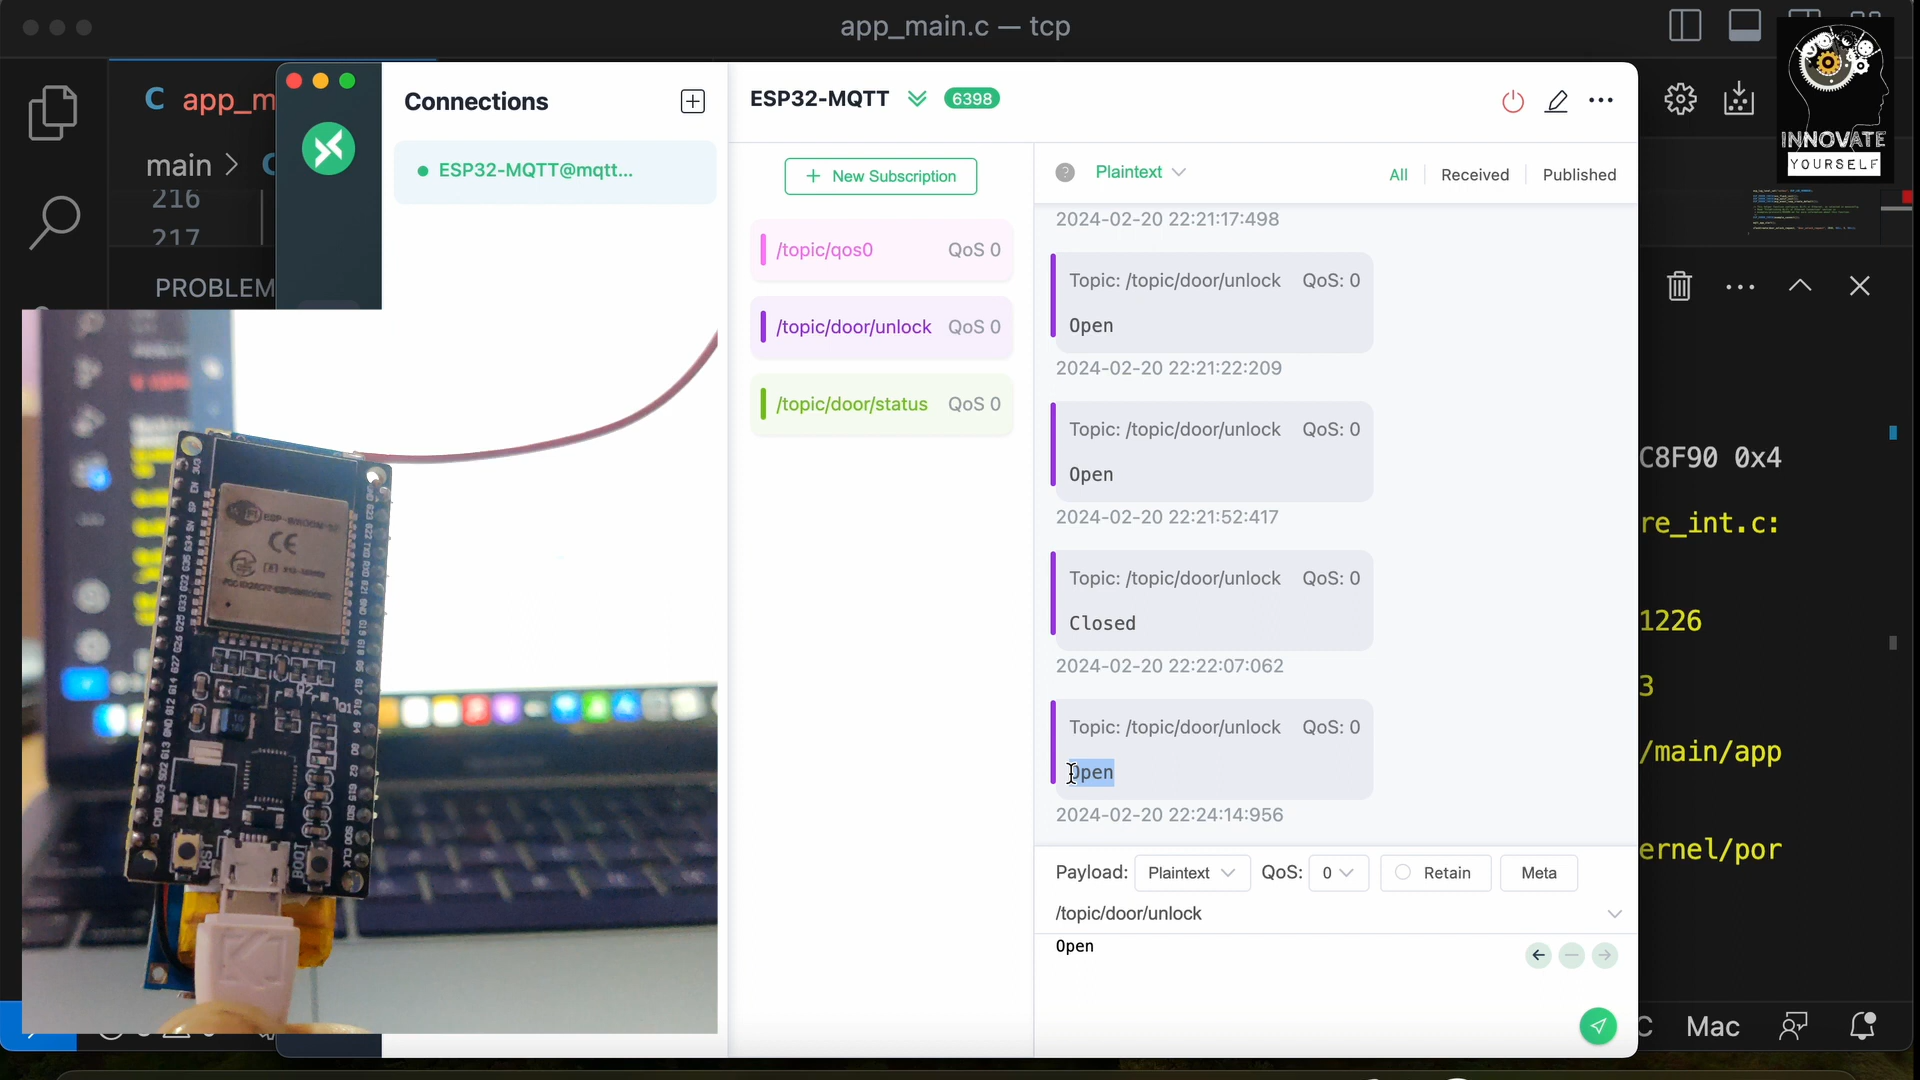 app_main.c — tcp
INNOVATE
YOURSELF
C app_m
main >
216
217
PROBLEM
Connections
ESP32-MQTT@mqtt...
ESP32-MQTT 6398
+ New Subscription
/topic/qos0 QoS 0
/topic/door/unlock QoS 0
/topic/door/status QoS 0
Plaintext
All Received Published
2024-02-20 22:21:17:498
Topic: /topic/door/unlock QoS: 0
Open
2024-02-20 22:21:22:209
Topic: /topic/door/unlock QoS: 0
Open
2024-02-20 22:21:52:417
Topic: /topic/door/unlock QoS: 0
Closed
2024-02-20 22:22:07:062
Topic: /topic/door/unlock QoS: 0
Open
2024-02-20 22:24:14:956
Payload: Plaintext QoS: 0 Retain Meta
/topic/door/unlock
Open
C8F90 0x4
re_int.c:
1226
3
/main/app
ernel/por
C Mac
CE
RST
BOOT